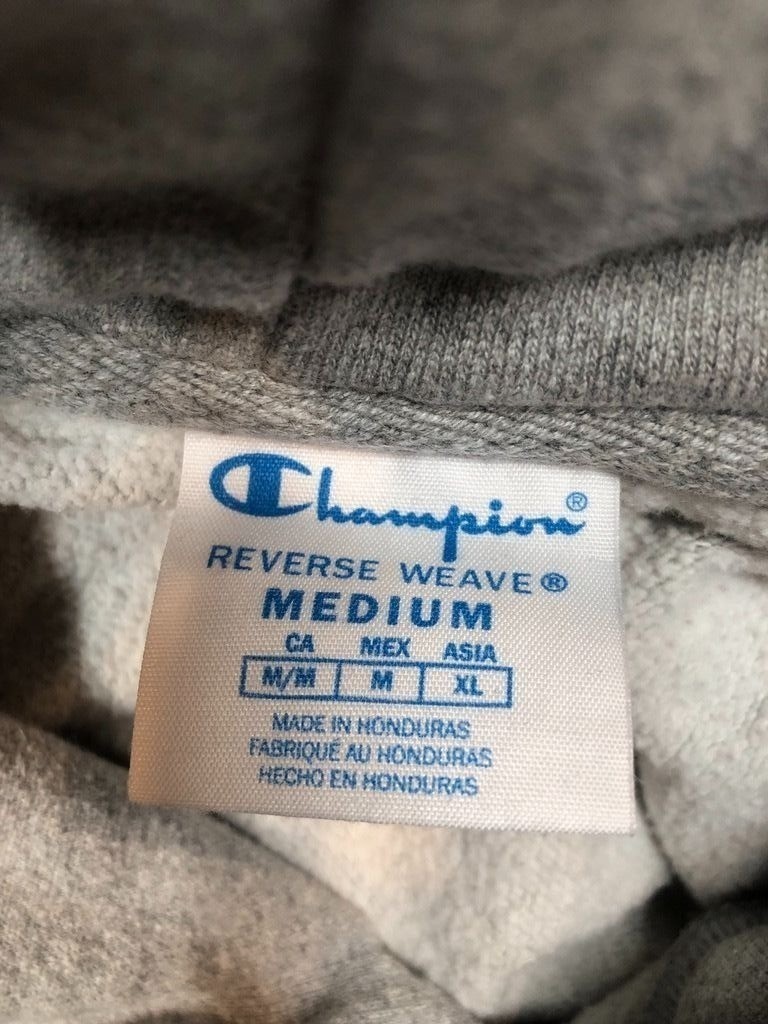 Champion®
REVERSE WEAVE®
MEDIUM
CA MEX ASIA
M/M M XL
MADE IN HONDURAS
FABRIQUÉ AU HONDURAS
HECHO EN HONDURAS